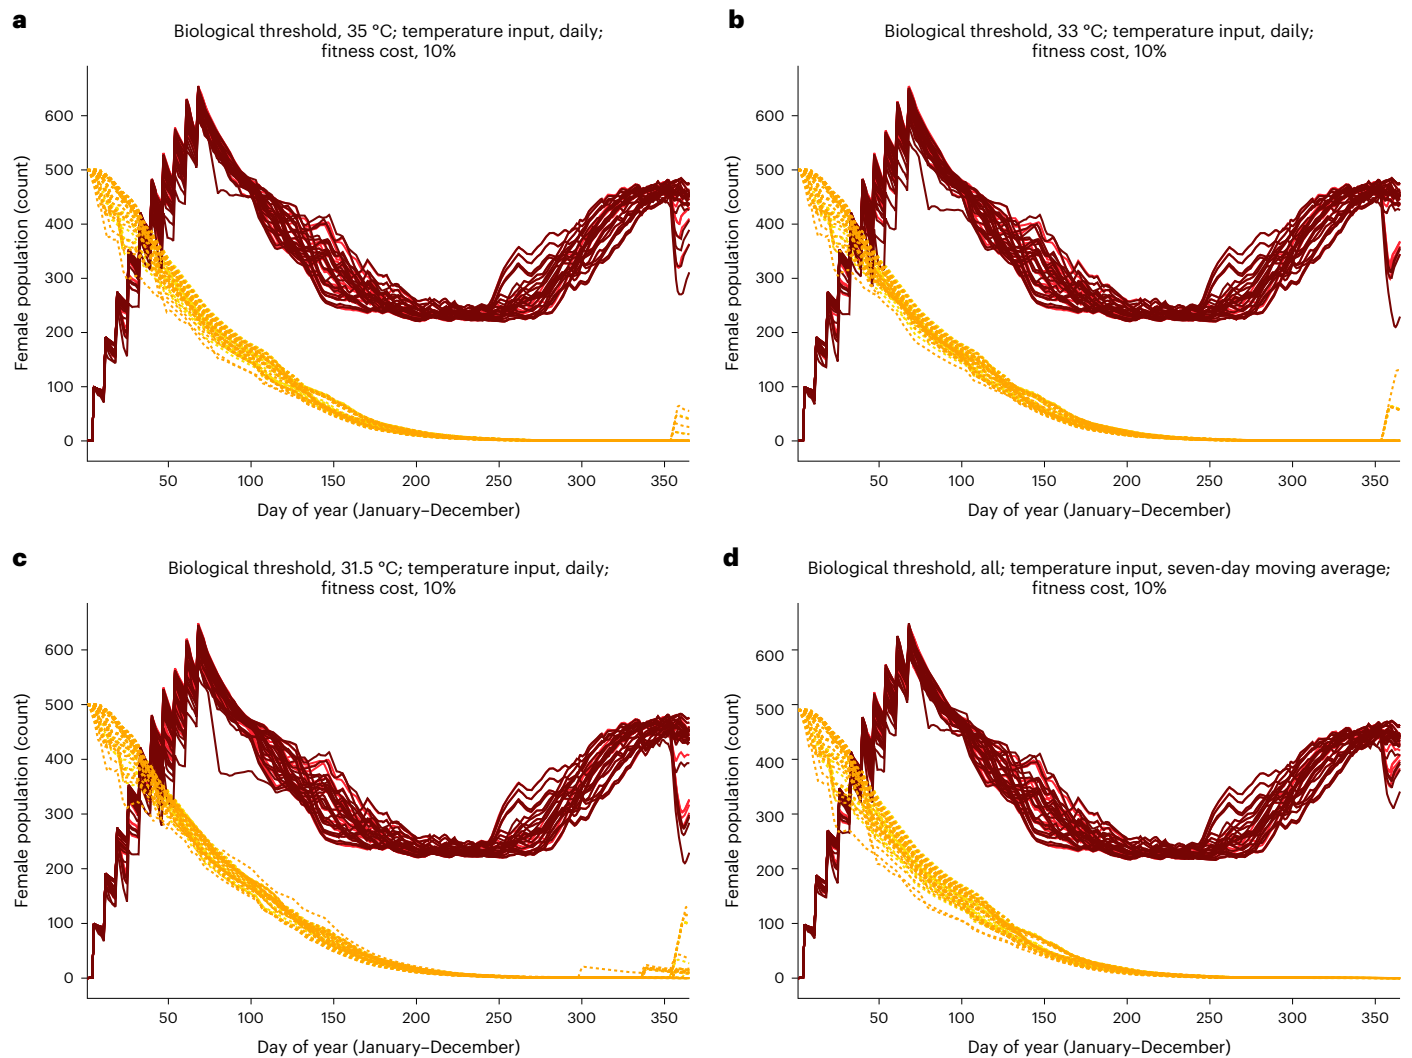 a
Biological threshold, 35 °C; temperature input, daily;
fitness cost, 10%
Female population (count)
600
500
400
300
200
100
0
50 100 150 200 250 300 350
Day of year (January–December)
b
Biological threshold, 33 °C; temperature input, daily;
fitness cost, 10%
Female population (count)
600
500
400
300
200
100
0
50 100 150 200 250 300 350
Day of year (January–December)
c
Biological threshold, 31.5 °C; temperature input, daily;
fitness cost, 10%
Female population (count)
600
500
400
300
200
100
0
50 100 150 200 250 300 350
Day of year (January–December)
d
Biological threshold, all; temperature input, seven-day moving average;
fitness cost, 10%
Female population (count)
600
500
400
300
200
100
0
50 100 150 200 250 300 350
Day of year (January–December)